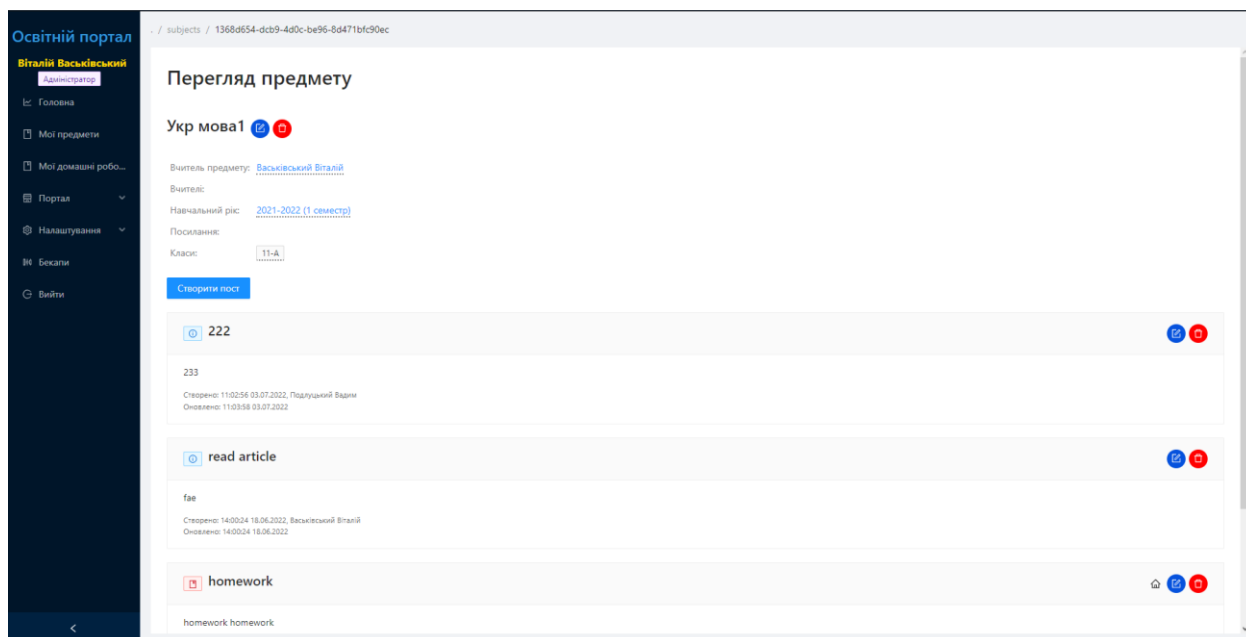 Освітній портал
Віталій Васьківський
Адміністратор
Головна
Мої предмети
Мої домашні робо...
Портал
Налаштування
Бекапи
Вийти
. / subjects / 1368d654-dcb9-4d0c-be96-8d471bfc90ec
Перегляд предмету
Укр мова1
Вчитель предмету: Васьківський Віталій
Вчителі:
Навчальний рік: 2021-2022 (1 семестр)
Посилання:
Класи: 11-А
Створити пост
222
233
Створено: 11:02:56 03.07.2022, Подлуцький Вадим
Оновлено: 11:03:58 03.07.2022
read article
fae
Створено: 14:00:24 18.06.2022, Васьківський Віталій
Оновлено: 14:00:24 18.06.2022
homework
homework homework